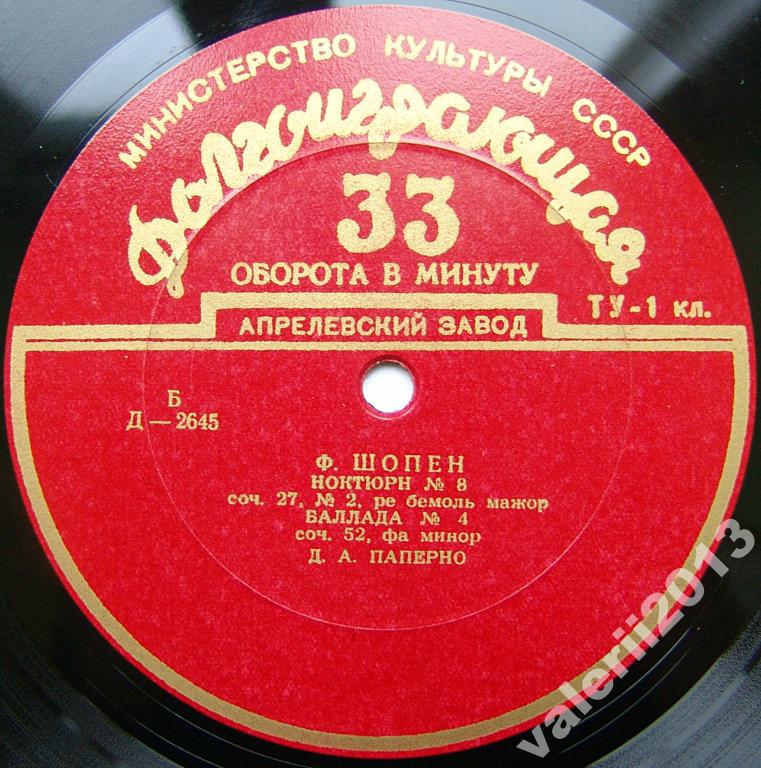 МИНИСТЕРСТВО КУЛЬТУРЫ СССР
Долгоиграющая
33
ОБОРОТА В МИНУТУ
ТУ-1 кл.
АПРЕЛЕВСКИЙ ЗАВОД
Б
Д — 2645
Ф. ШОПЕН
НОКТЮРН № 8
соч. 27, № 2, ре бемоль мажор
БАЛЛАДА № 4
соч. 52, фа минор
Д. А. ПАПЕРНО
valerii2013